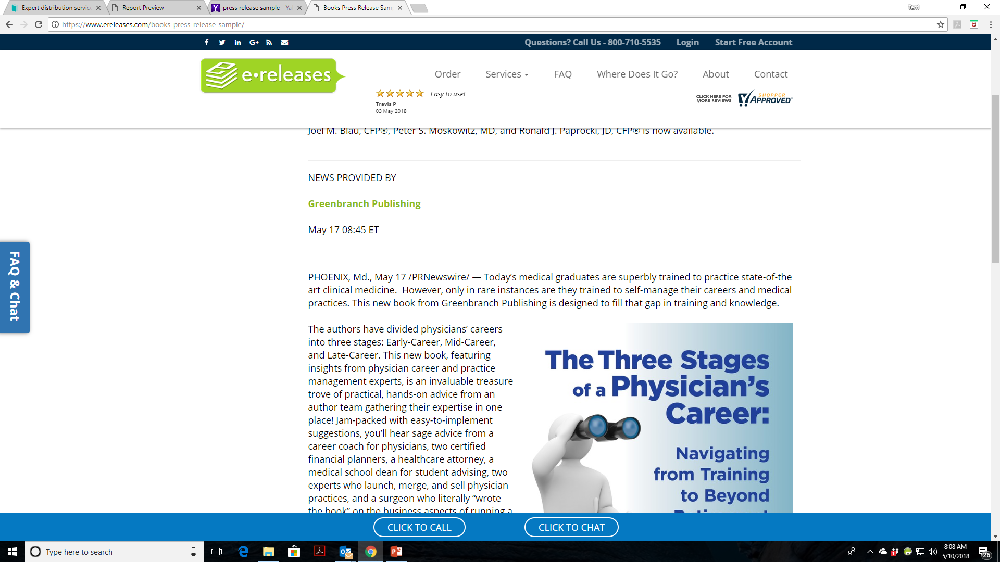 Expert distribution service
Report Preview
press release sample - Ya
Books Press Release Sam
Terri
https://www.ereleases.com/books-press-release-sample/
Questions? Call Us - 800-710-5535
Login
Start Free Account
e•releases
Order
Services
FAQ
Where Does It Go?
About
Contact
Easy to use!
Travis P
03 May 2018
CLICK HERE FOR
MORE REVIEWS
SHOPPER
APPROVED®
Joel M. Blau, CFP®, Peter S. Moskowitz, MD, and Ronald J. Paprocki, JD, CFP® is now available.
NEWS PROVIDED BY
Greenbranch Publishing
May 17 08:45 ET
FAQ & Chat
PHOENIX, Md., May 17 /PRNewswire/ — Today’s medical graduates are superbly trained to practice state-of-the
art clinical medicine.  However, only in rare instances are they trained to self-manage their careers and medical
practices. This new book from Greenbranch Publishing is designed to fill that gap in training and knowledge.
The authors have divided physicians’ careers
into three stages: Early-Career, Mid-Career,
and Late-Career. This new book, featuring
insights from physician career and practice
management experts, is an invaluable treasure
trove of practical, hands-on advice from an
author team gathering their expertise in one
place! Jam-packed with easy-to-implement
suggestions, you’ll hear sage advice from a
career coach for physicians, two certified
financial planners, a healthcare attorney, a
medical school dean for student advising, two
experts who launch, merge, and sell physician
practices, and a surgeon who literally “wrote
the book” on the business aspects of running a
The Three Stages
of a Physician’s
Career:
Navigating
from Training
to Beyond
Retirement
CLICK TO CALL
CLICK TO CHAT
Type here to search
8:08 AM
5/10/2018
26